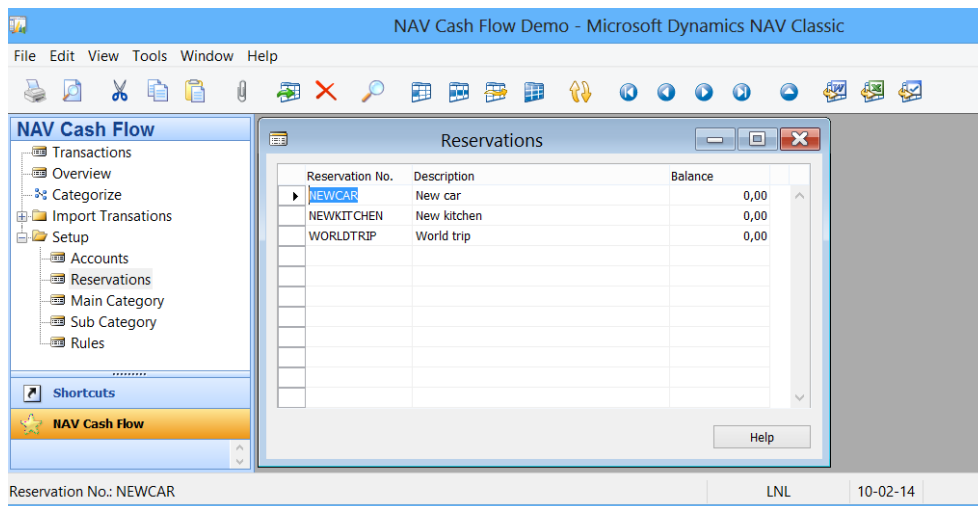 NAV Cash Flow Demo - Microsoft Dynamics NAV Classic
File Edit View Tools Window Help
NAV Cash Flow
Transactions
Overview
Categorize
Import Transations
Setup
Accounts
Reservations
Main Category
Sub Category
Rules
Shortcuts
NAV Cash Flow
Reservations
Reservation No. Description Balance
NEWCAR New car 0,00
NEWKITCHEN New kitchen 0,00
WORLDTRIP World trip 0,00
Help
Reservation No.: NEWCAR LNL 10-02-14